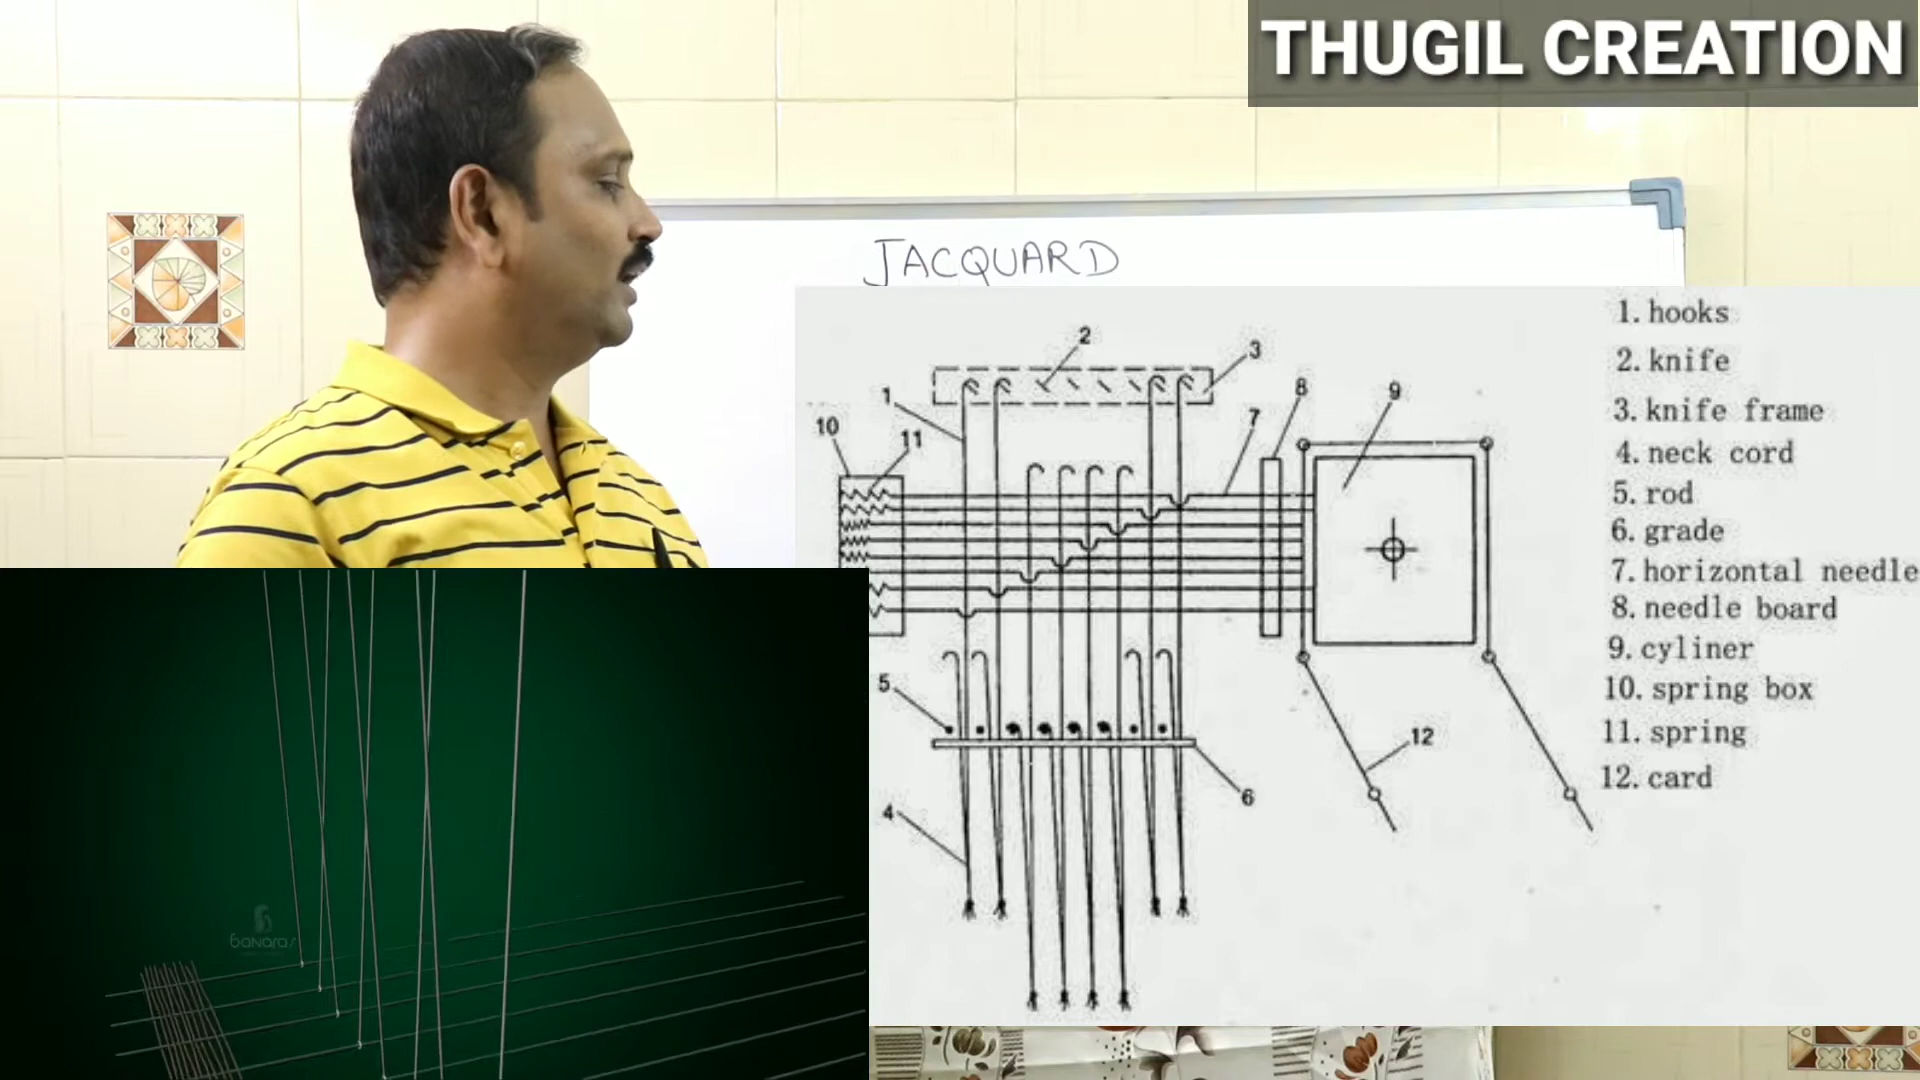 THUGIL CREATION
JACQUARD
1. hooks
2. knife
3. knife frame
4. neck cord
5. rod
6. grade
7. horizontal needle
8. needle board
9. cyliner
10. spring box
11. spring
12. card
2
3
1
8
9
10
11
7
5
12
6
4
banaras